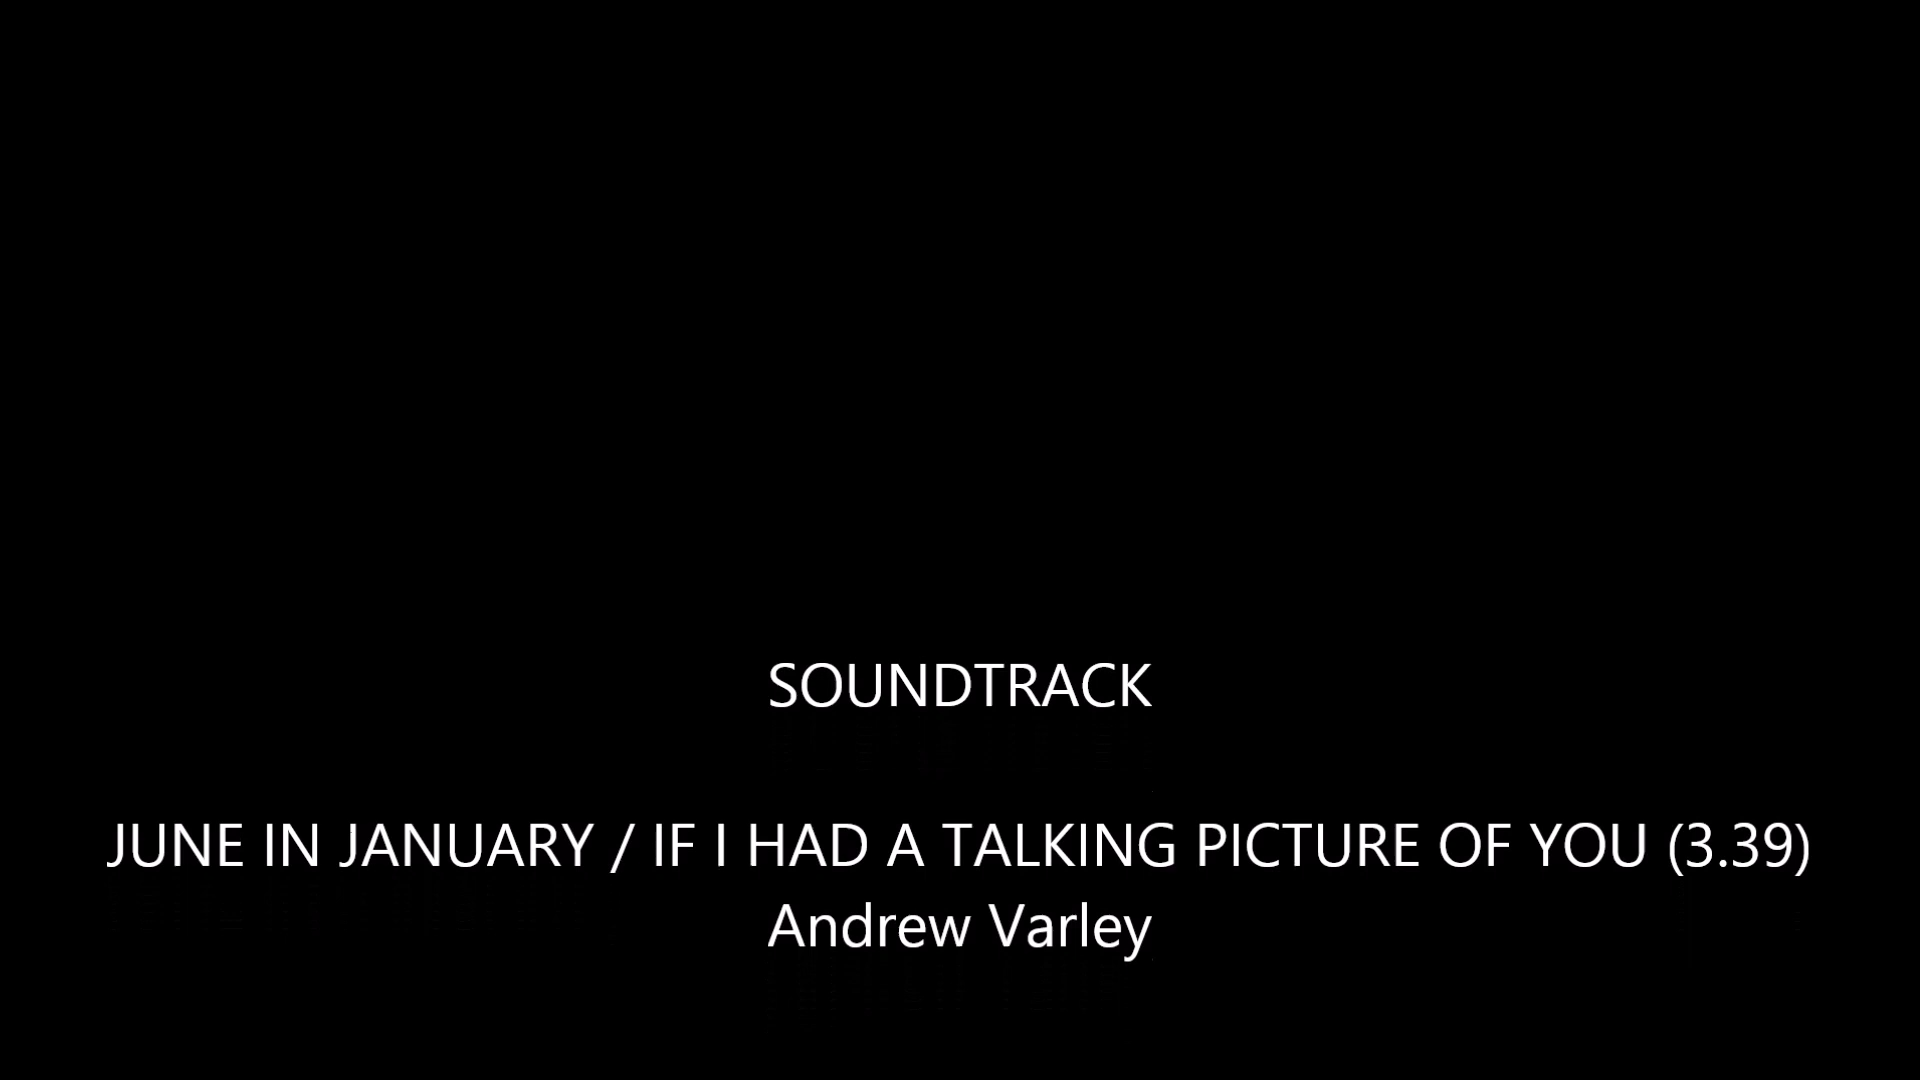 SOUNDTRACK
JUNE IN JANUARY / IF I HAD A TALKING PICTURE OF YOU (3.39)
Andrew Varley